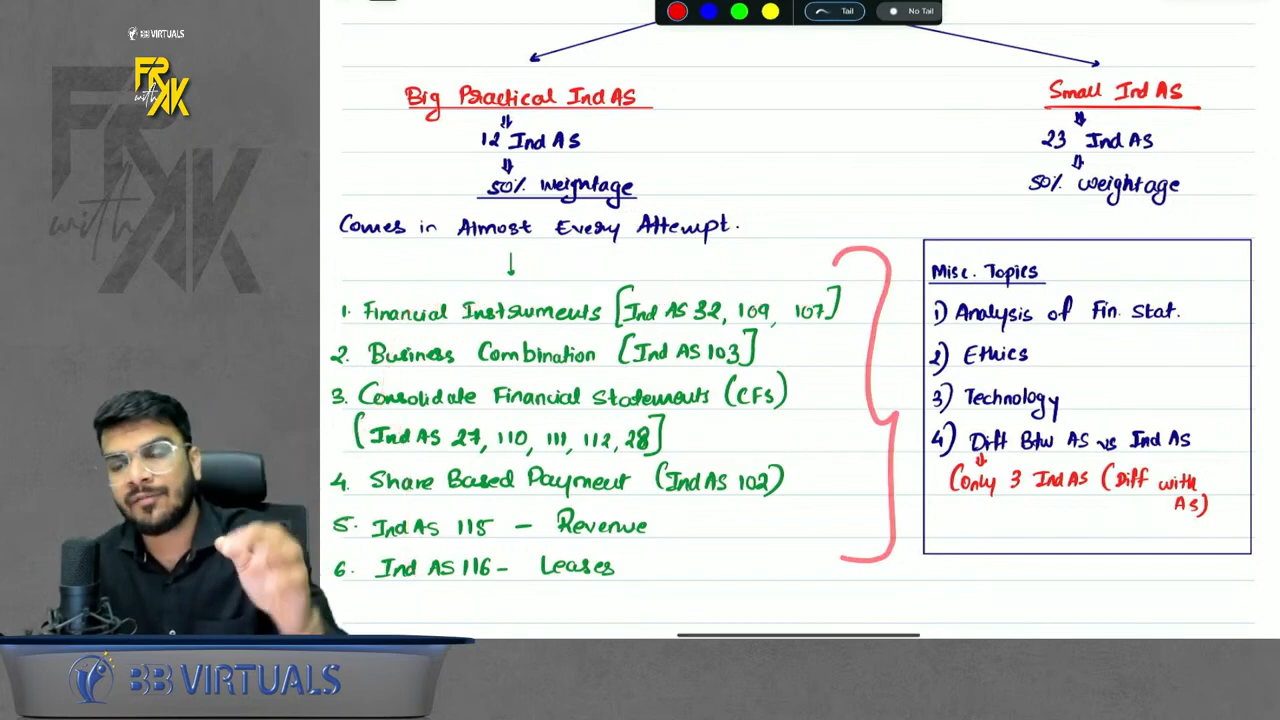 BB VIRTUALS
FR
with
AK
FR
with
AK
Tail
No Tail
Big Practical Ind AS
12 Ind AS
50% weightage
Comes in Almost Every Attempt.
1. Financial Instruments [Ind AS 32, 109, 107]
2. Business Combination [Ind AS 103]
3. Consolidate Financial Statements (CFS)
[Ind AS 27, 110, 111, 112, 28]
4. Share Based Payment (Ind AS 102)
5. Ind AS 115 - Revenue
6. Ind AS 116 - Leases
Small Ind AS
23 Ind AS
50% weightage
Misc. Topics
1) Analysis of Fin. Stat.
2) Ethics
3) Technology
4) Diff Btw AS vs Ind AS
(Only 3 Ind AS (Diff with
AS)
BB VIRTUALS